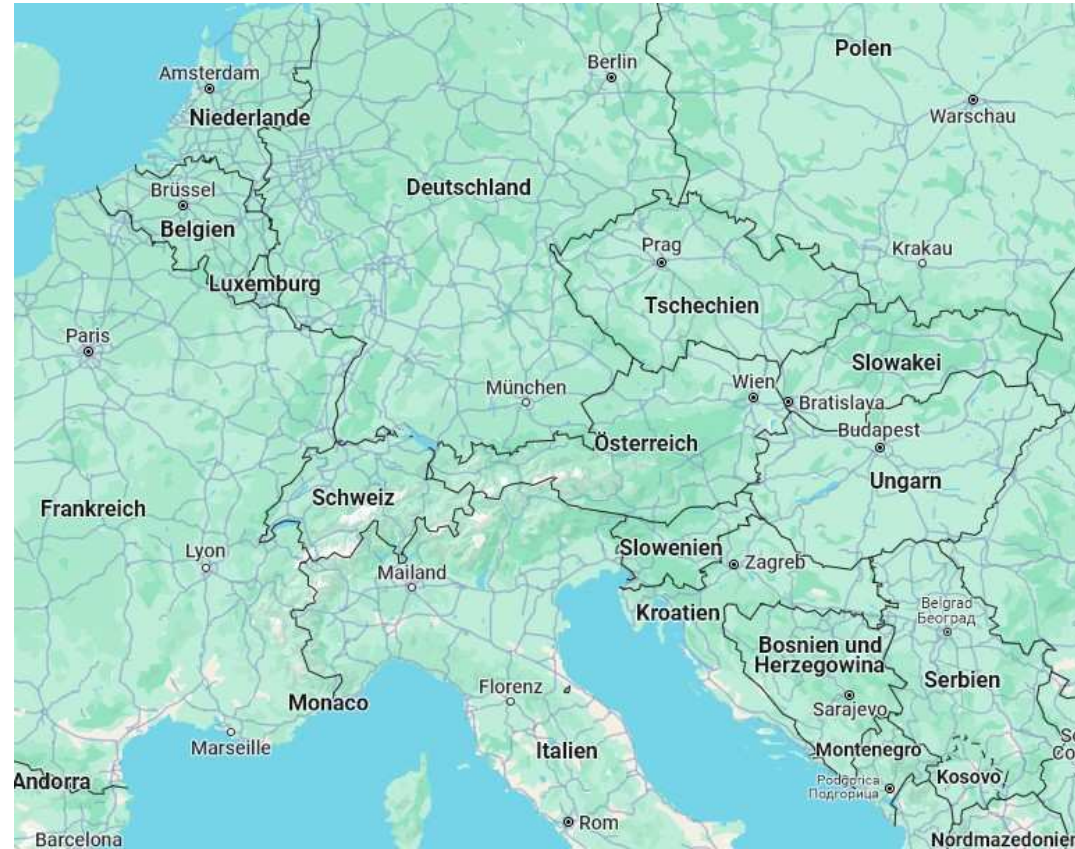 Polen
Berlin
Amsterdam
Warschau
Niederlande
Deutschland
Brüssel
Belgien
Prag
Krakau
Luxemburg
Tschechien
Paris
Slowakei
München
Wien
Bratislava
Budapest
Österreich
Ungarn
Schweiz
Frankreich
Lyon
Slowenien
Zagreb
Mailand
Kroatien
Belgrad
Београд
Bosnien und
Herzegowina
Serbien
Florenz
Monaco
Sarajevo
Marseille
Italien
Montenegro
Kosovo
Andorra
Podgorica
Подгорица
Rom
Barcelona
Nordmazedonien